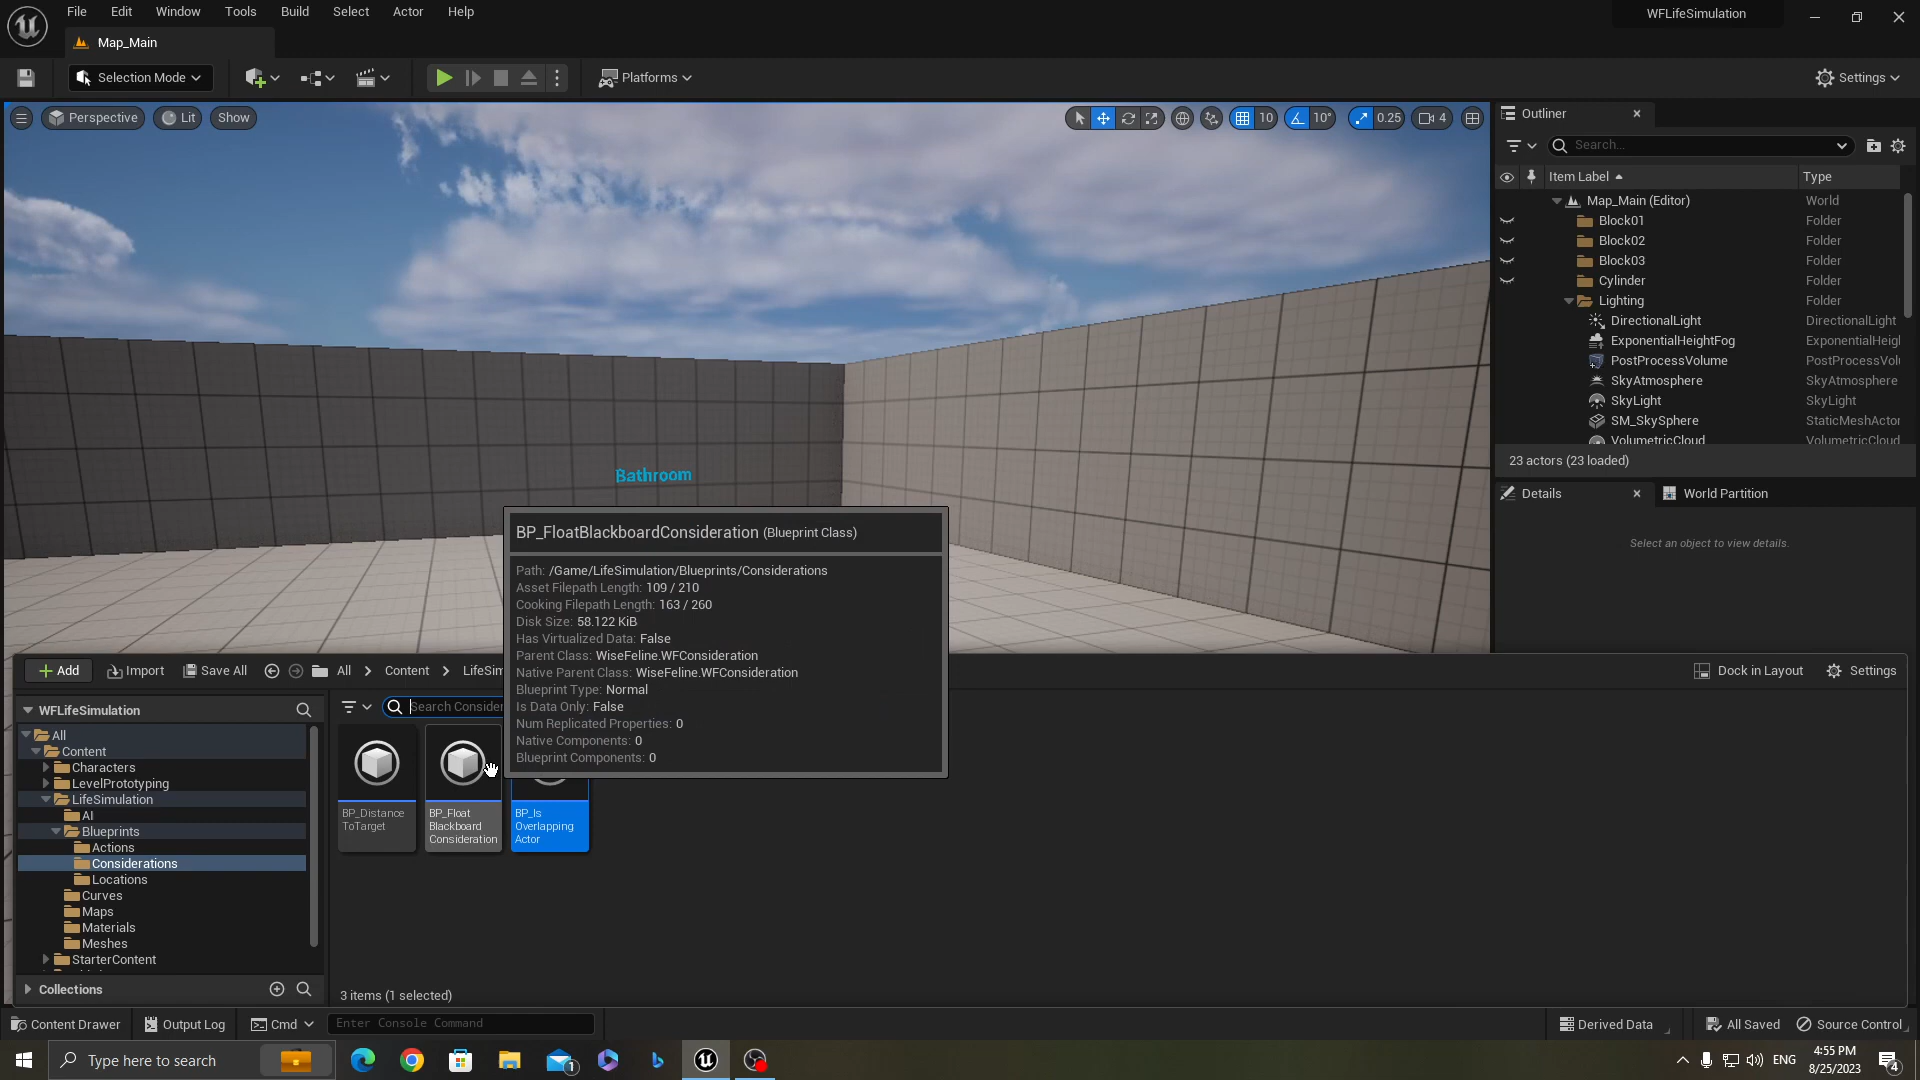 File Edit Window Tools Build Select Actor Help
WFLifeSimulation
Map_Main
Selection Mode
Platforms
Settings
Perspective
Lit
Show
10
10°
0.25
4
Outliner
Search...
Item Label
Type
Map_Main (Editor) World
Block01 Folder
Block02 Folder
Block03 Folder
Cylinder Folder
Lighting Folder
DirectionalLight DirectionalLight
ExponentialHeightFog ExponentialHeigl
PostProcessVolume PostProcessVolu
SkyAtmosphere SkyAtmosphere
SkyLight SkyLight
SM_SkySphere StaticMeshActor
VolumetricCloud VolumetricCloud
23 actors (23 loaded)
Details
World Partition
Select an object to view details.
Bathroom
BP_FloatBlackboardConsideration (Blueprint Class)
Path: /Game/LifeSimulation/Blueprints/Considerations
Asset Filepath Length: 109 / 210
Cooking Filepath Length: 163 / 260
Disk Size: 58.122 KiB
Has Virtualized Data: False
Parent Class: WiseFeline.WFConsideration
Native Parent Class: WiseFeline.WFConsideration
Blueprint Type: Normal
Is Data Only: False
Num Replicated Properties: 0
Native Components: 0
Blueprint Components: 0
Add
Import
Save All
All
Content
LifeSim
Dock in Layout
Settings
WFLifeSimulation
Search Consider
All
Content
Characters
LevelPrototyping
LifeSimulation
AI
Blueprints
Actions
Considerations
Locations
Curves
Maps
Materials
Meshes
StarterContent
Collections
BP_Distance
ToTarget
BP_Float
Blackboard
Consideration
BP_Is
Overlapping
Actor
3 items (1 selected)
Content Drawer
Output Log
Cmd
Enter Console Command
Derived Data
All Saved
Source Control
Type here to search
1
ENG
4:55 PM
8/25/2023
4